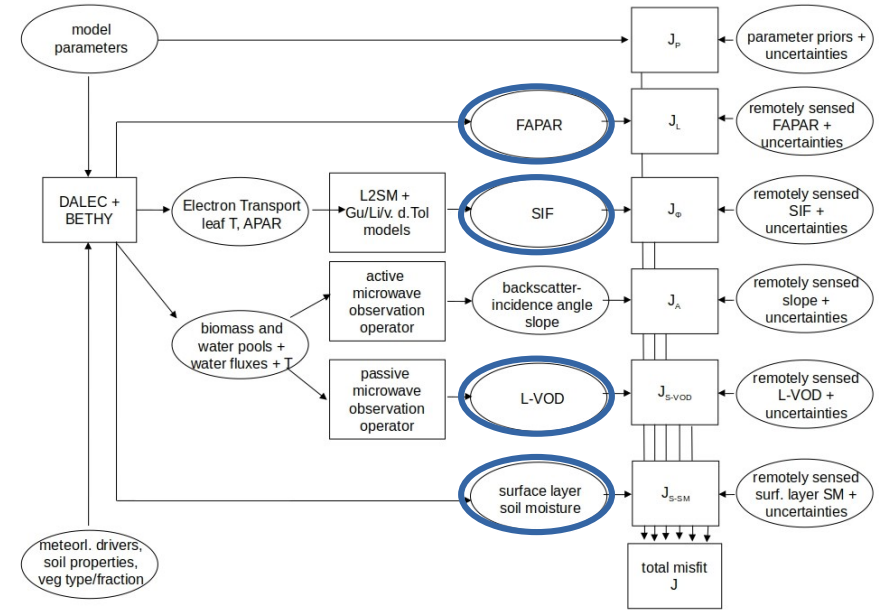 model
parameters
J_P
parameter priors +
uncertainties
FAPAR
J_L
remotely sensed
FAPAR +
uncertainties
DALEC +
BETHY
Electron Transport
leaf T, APAR
L2SM +
Gu/Li/v. d.Tol
models
SIF
J_Φ
remotely sensed
SIF +
uncertainties
active
microwave
observation
operator
backscatter-
incidence angle
slope
J_A
remotely sensed
slope +
uncertainties
biomass and
water pools +
water fluxes + T
passive
microwave
observation
operator
L-VOD
J_S-VOD
remotely sensed
L-VOD +
uncertainties
surface layer
soil moisture
J_S-SM
remotely sensed
surf. layer SM +
uncertainties
meteorl. drivers,
soil properties,
veg type/fraction
total misfit
J